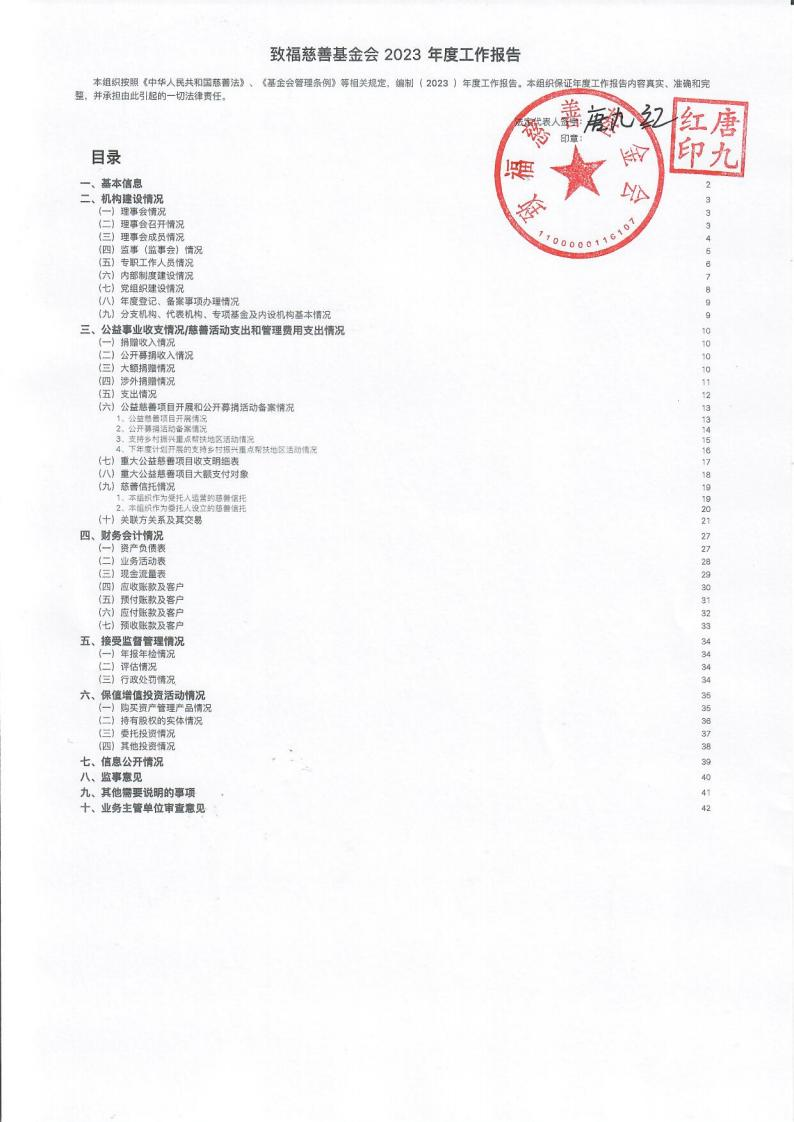 致福慈善基金会 2023 年度工作报告
本组织按照《中华人民共和国慈善法》、《基金会管理条例》等相关规定，编制（ 2023 ）年度工作报告。本组织保证年度工作报告内容真实、准确和完
整，并承担由此引起的一切法律责任。
法定代表人签字：唐九红
印章：
致福慈善基金会
1100000116107
唐九
红印
目录
一、基本信息 2
二、机构建设情况 3
（一）理事会情况 3
（二）理事会召开情况 3
（三）理事会成员情况 4
（四）监事（监事会）情况 5
（五）专职工作人员情况 6
（六）内部制度建设情况 7
（七）党组织建设情况 8
（八）年度登记、备案事项办理情况 9
（九）分支机构、代表机构、专项基金及内设机构基本情况 9
三、公益事业收支情况/慈善活动支出和管理费用支出情况 10
（一）捐赠收入情况 10
（二）公开募捐收入情况 10
（三）大额捐赠情况 10
（四）涉外捐赠情况 11
（五）支出情况 12
（六）公益慈善项目开展和公开募捐活动备案情况 13
1、公益慈善项目开展情况 13
2、公开募捐活动备案情况 14
3、支持乡村振兴重点帮扶地区活动情况 15
4、下年度计划开展的支持乡村振兴重点帮扶地区活动情况 16
（七）重大公益慈善项目收支明细表 17
（八）重大公益慈善项目大额支付对象 18
（九）慈善信托情况 19
1、本组织作为受托人运营的慈善信托 19
2、本组织作为委托人设立的慈善信托 20
（十）关联方关系及其交易 21
四、财务会计情况 27
（一）资产负债表 27
（二）业务活动表 28
（三）现金流量表 29
（四）应收账款及客户 30
（五）预付账款及客户 31
（六）应付账款及客户 32
（七）预收账款及客户 33
五、接受监督管理情况 34
（一）年报年检情况 34
（二）评估情况 34
（三）行政处罚情况 34
六、保值增值投资活动情况 35
（一）购买资产管理产品情况 35
（二）持有股权的实体情况 36
（三）委托投资情况 37
（四）其他投资情况 38
七、信息公开情况 39
八、监事意见 40
九、其他需要说明的事项 41
十、业务主管单位审查意见 42